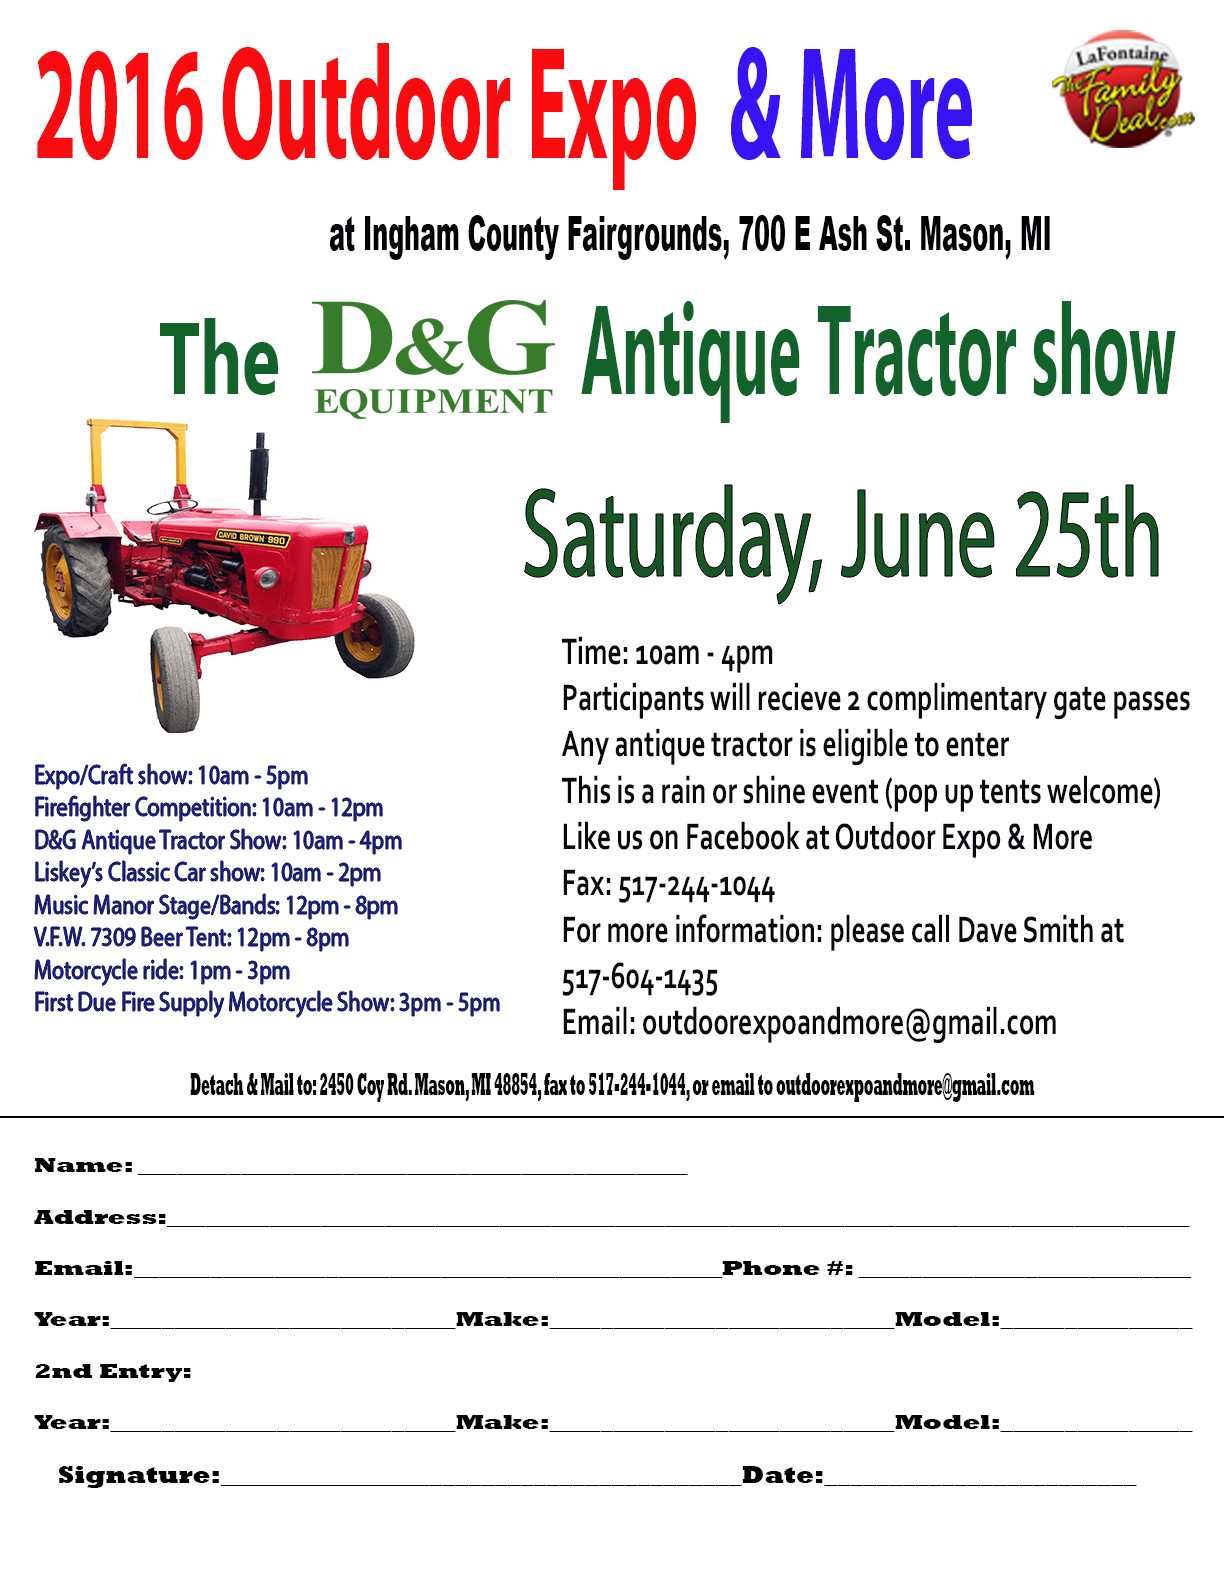 2016 Outdoor Expo & More
LaFontaine
The Family
Deal.com
at Ingham County Fairgrounds, 700 E Ash St. Mason, MI
The D&G EQUIPMENT Antique Tractor show
DAVID BROWN 990
Saturday, June 25th
Time: 10am - 4pm
Participants will recieve 2 complimentary gate passes
Any antique tractor is eligible to enter
This is a rain or shine event (pop up tents welcome)
Like us on Facebook at Outdoor Expo & More
Fax: 517-244-1044
For more information: please call Dave Smith at
517-604-1435
Email: outdoorexpoandmore@gmail.com
Expo/Craft show: 10am - 5pm
Firefighter Competition: 10am - 12pm
D&G Antique Tractor Show: 10am - 4pm
Liskey's Classic Car show: 10am - 2pm
Music Manor Stage/Bands: 12pm - 8pm
V.F.W. 7309 Beer Tent: 12pm - 8pm
Motorcycle ride: 1pm - 3pm
First Due Fire Supply Motorcycle Show: 3pm - 5pm
Detach & Mail to: 2450 Coy Rd. Mason, MI 48854, fax to 517-244-1044, or email to outdoorexpoandmore@gmail.com
Name:
Address:
Email: Phone #:
Year: Make: Model:
2nd Entry:
Year: Make: Model:
Signature: Date: